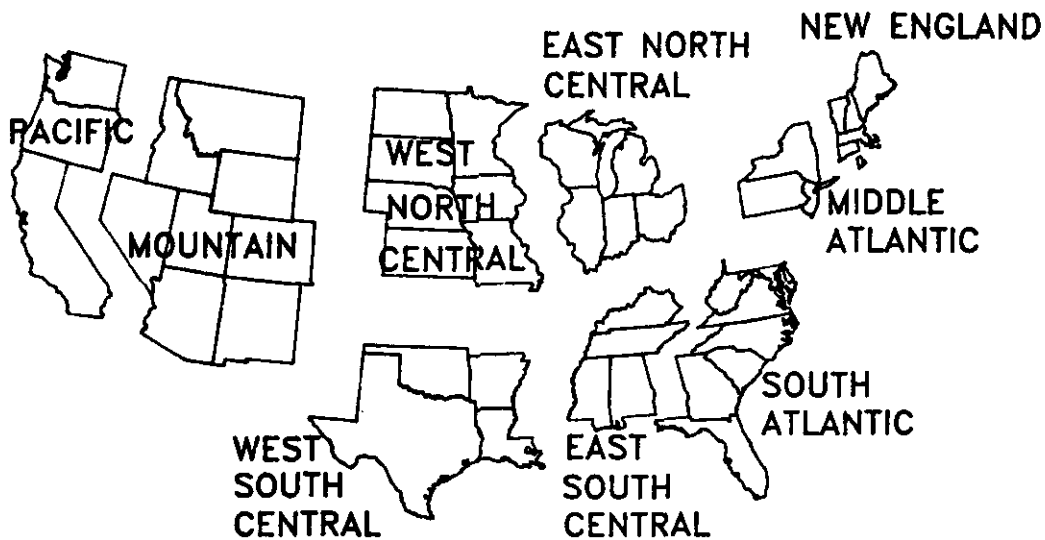 NEW ENGLAND
EAST NORTH
CENTRAL
PACIFIC
WEST
NORTH
CENTRAL
MOUNTAIN
MIDDLE
ATLANTIC
SOUTH
ATLANTIC
WEST
SOUTH
CENTRAL
EAST
SOUTH
CENTRAL